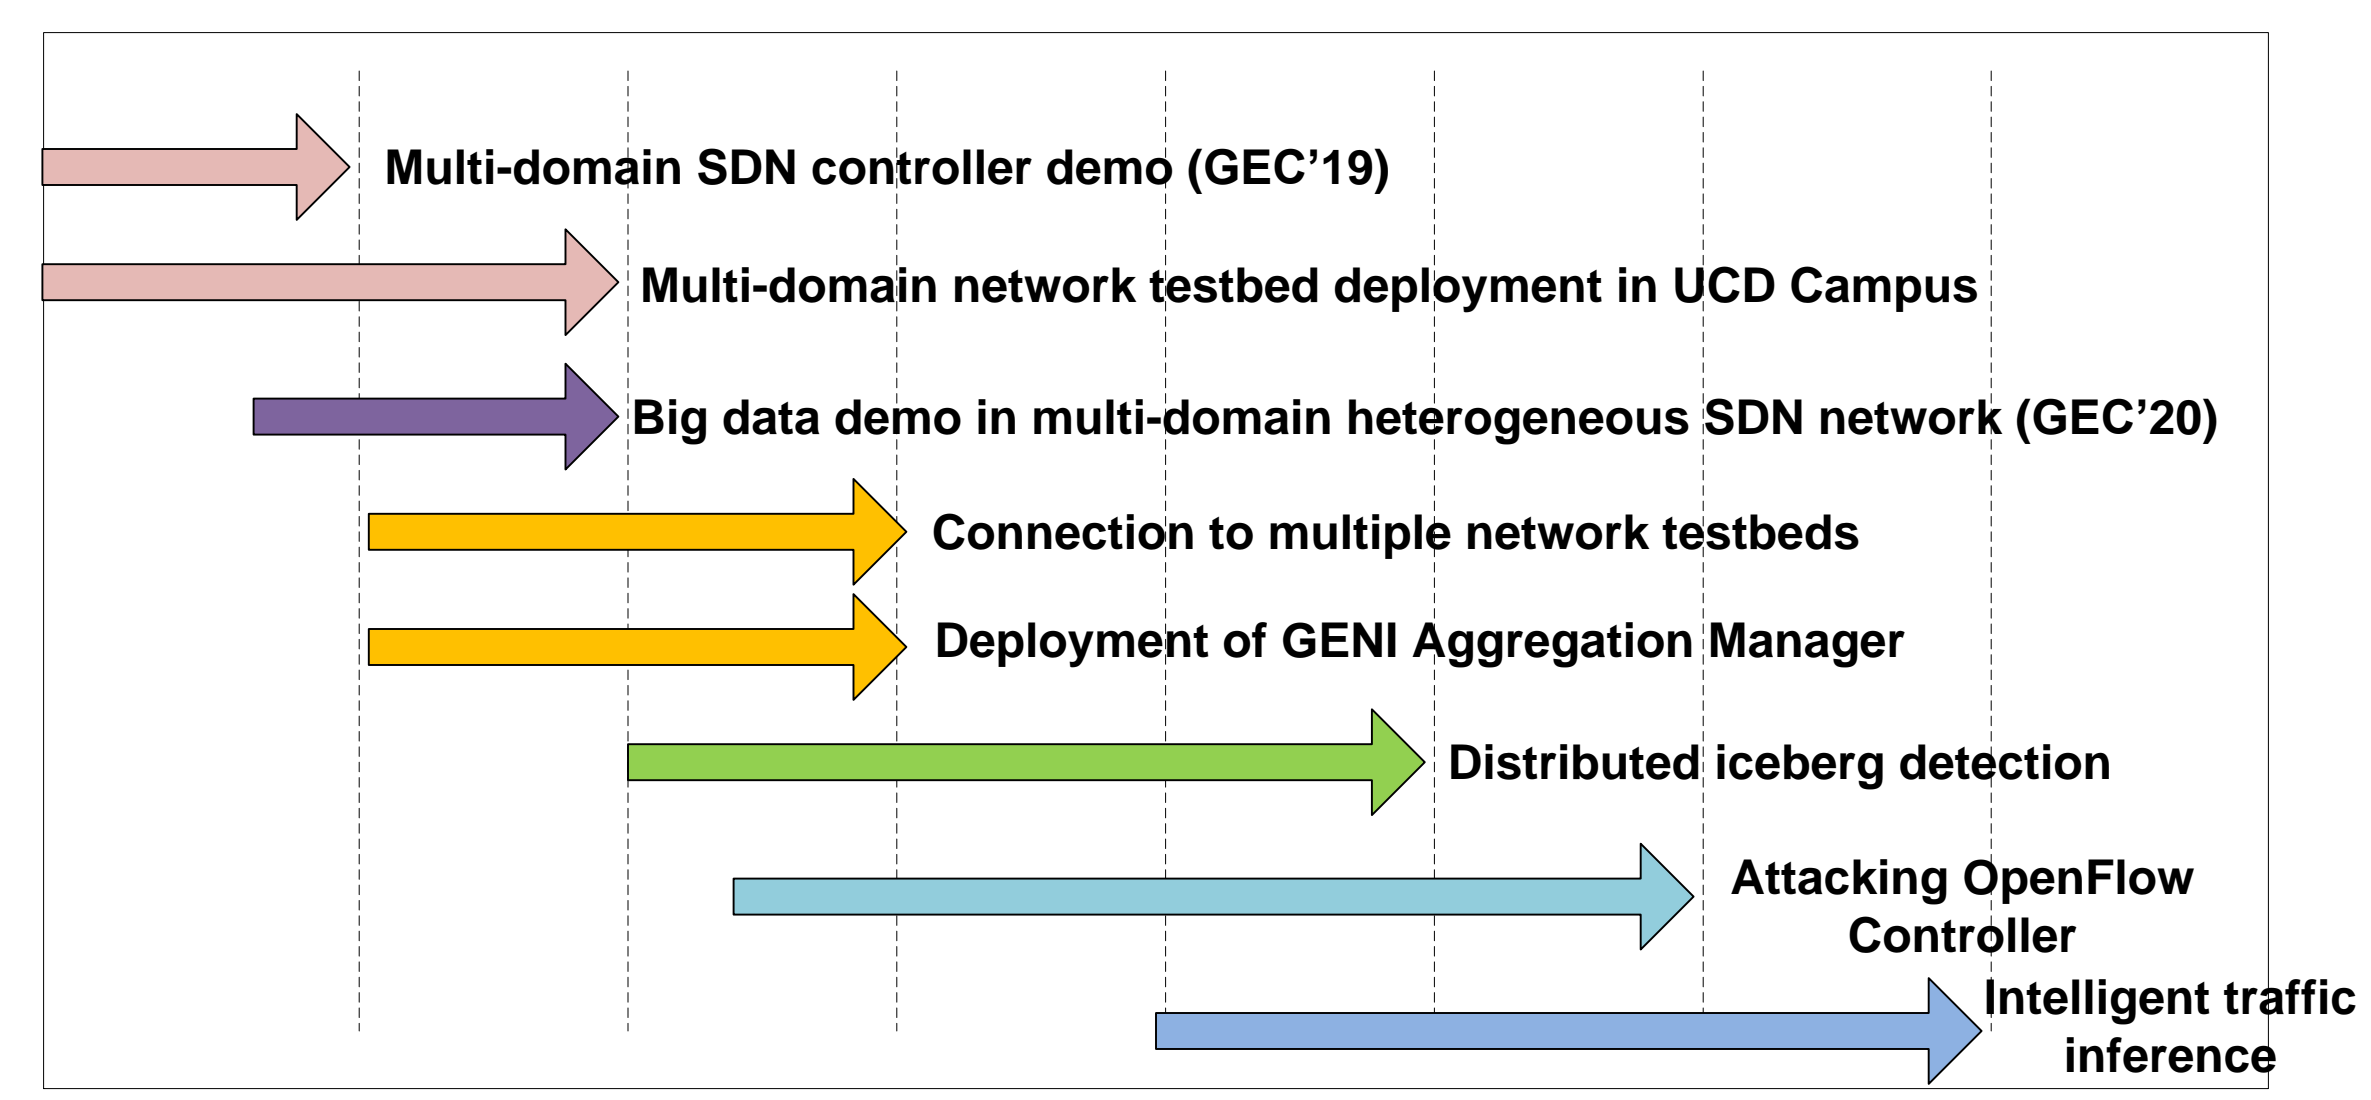 Multi-domain SDN controller demo (GEC’19)
Multi-domain network testbed deployment in UCD Campus
Big data demo in multi-domain heterogeneous SDN network (GEC’20)
Connection to multiple network testbeds
Deployment of GENI Aggregation Manager
Distributed iceberg detection
Attacking OpenFlow
Controller
Intelligent traffic
inference